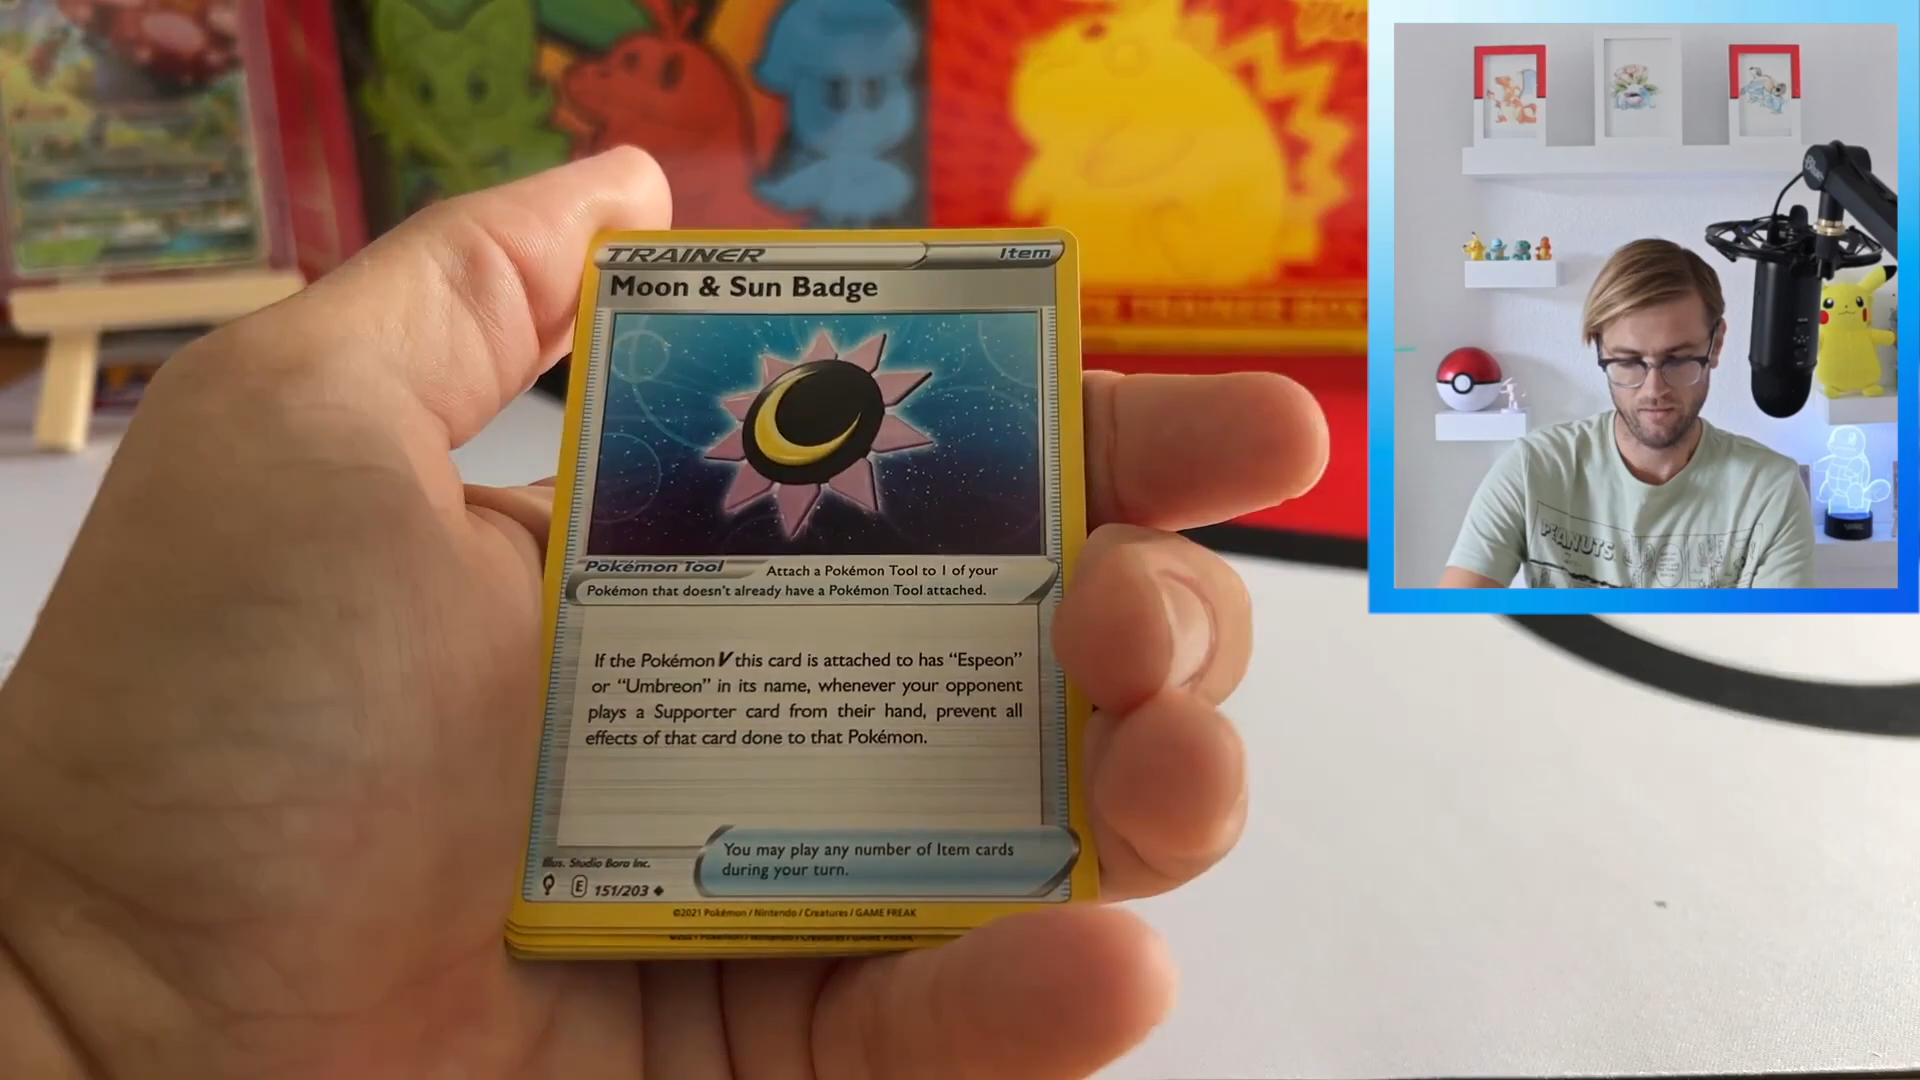 TRAINER Item
Moon & Sun Badge
Pokémon Tool Attach a Pokémon Tool to 1 of your
Pokémon that doesn't already have a Pokémon Tool attached.
If the Pokémon V this card is attached to has “Espeon”
or “Umbreon” in its name, whenever your opponent
plays a Supporter card from their hand, prevent all
effects of that card done to that Pokémon.
You may play any number of Item cards
during your turn.
Illus. Studio Bora Inc.
E 151/203
©2021 Pokémon / Nintendo / Creatures / GAME FREAK
PEANUTS